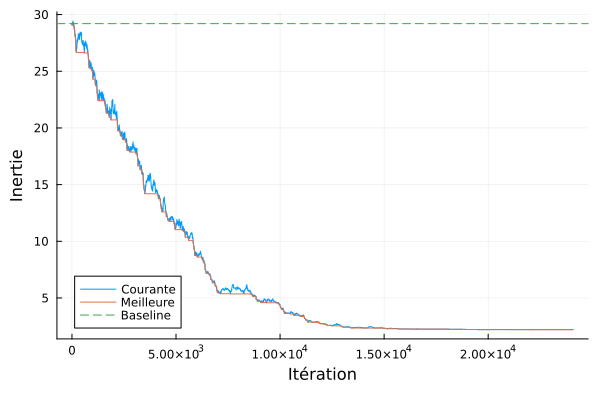 30
25
20
15
10
5
Inertie
Courante
Meilleure
Baseline
0
5.00×10³
1.00×10⁴
1.50×10⁴
2.00×10⁴
Itération